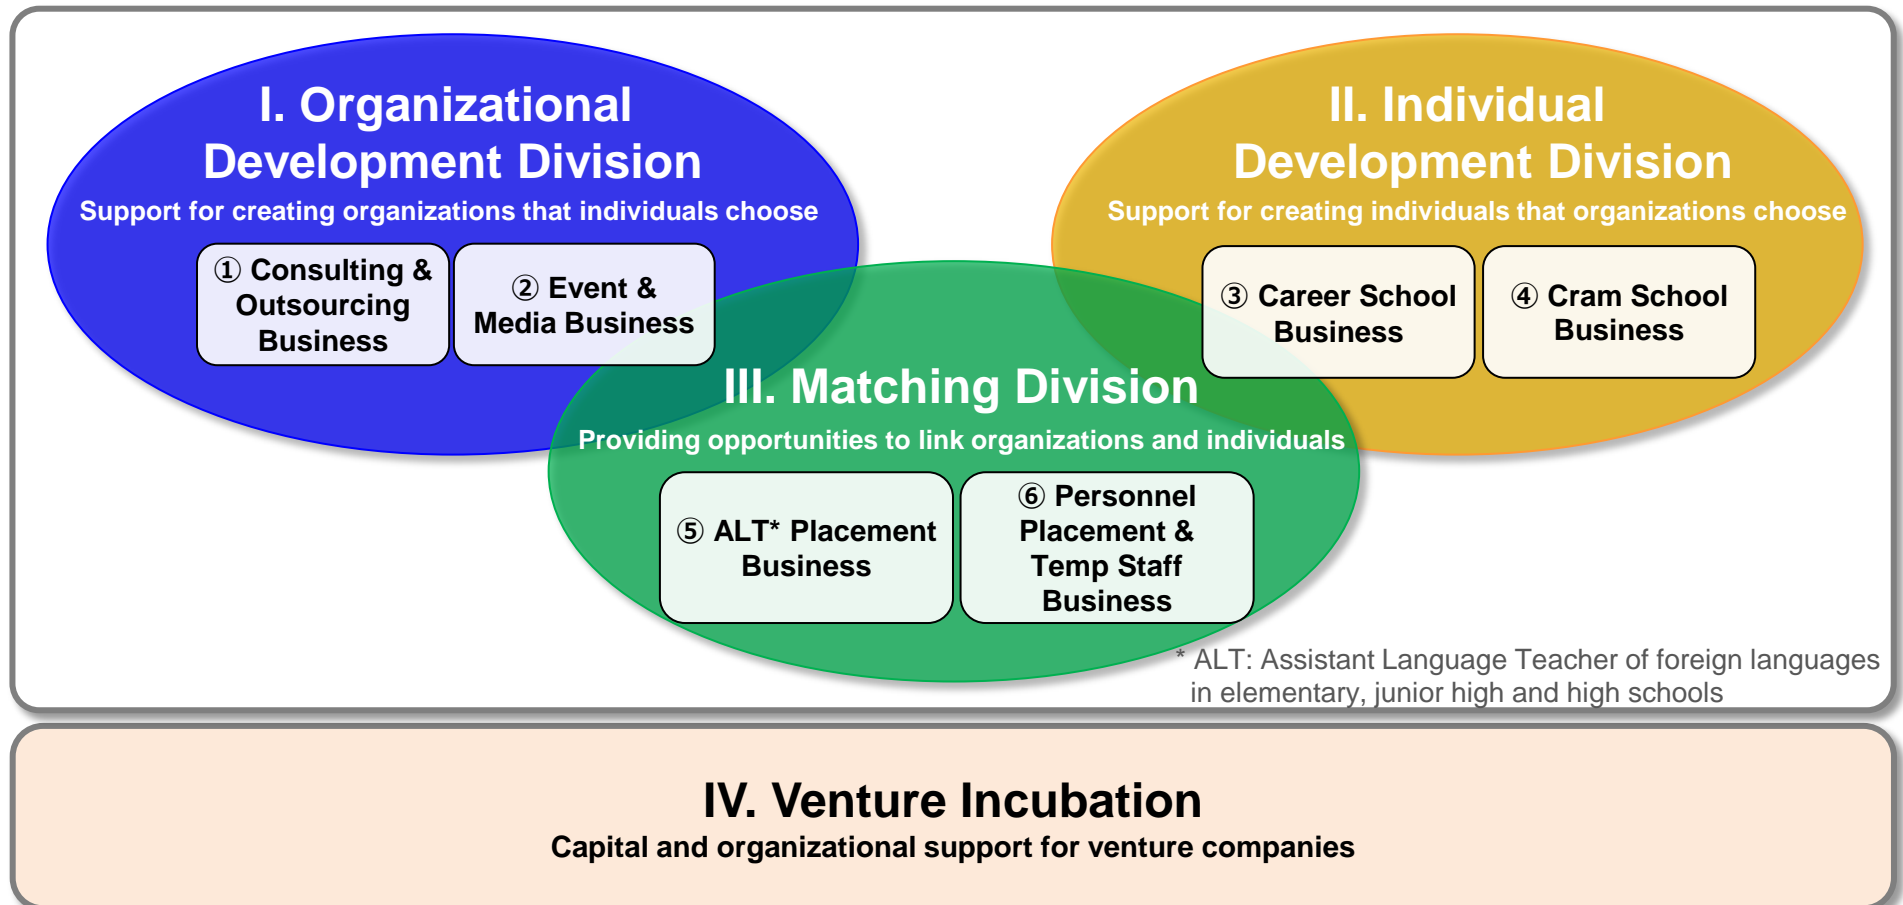 I. Organizational
Development Division
Support for creating organizations that individuals choose
① Consulting &
Outsourcing
Business
② Event &
Media Business
II. Individual
Development Division
Support for creating individuals that organizations choose
③ Career School
Business
④ Cram School
Business
III. Matching Division
Providing opportunities to link organizations and individuals
⑤ ALT* Placement
Business
⑥ Personnel
Placement &
Temp Staff
Business
* ALT: Assistant Language Teacher of foreign languages
in elementary, junior high and high schools
IV. Venture Incubation
Capital and organizational support for venture companies